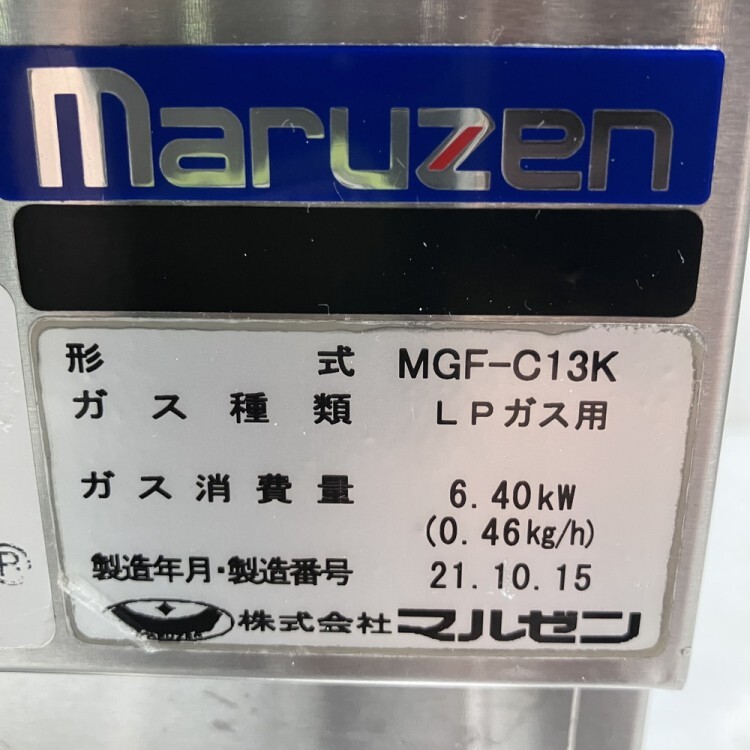 maruzen
形式 MGF-C13K
ガス種類 LPガス用
ガス消費量 6.40kW
(0.46kg/h)
製造年月・製造番号 21.10.15
MARUZEN 株式会社 マルゼン